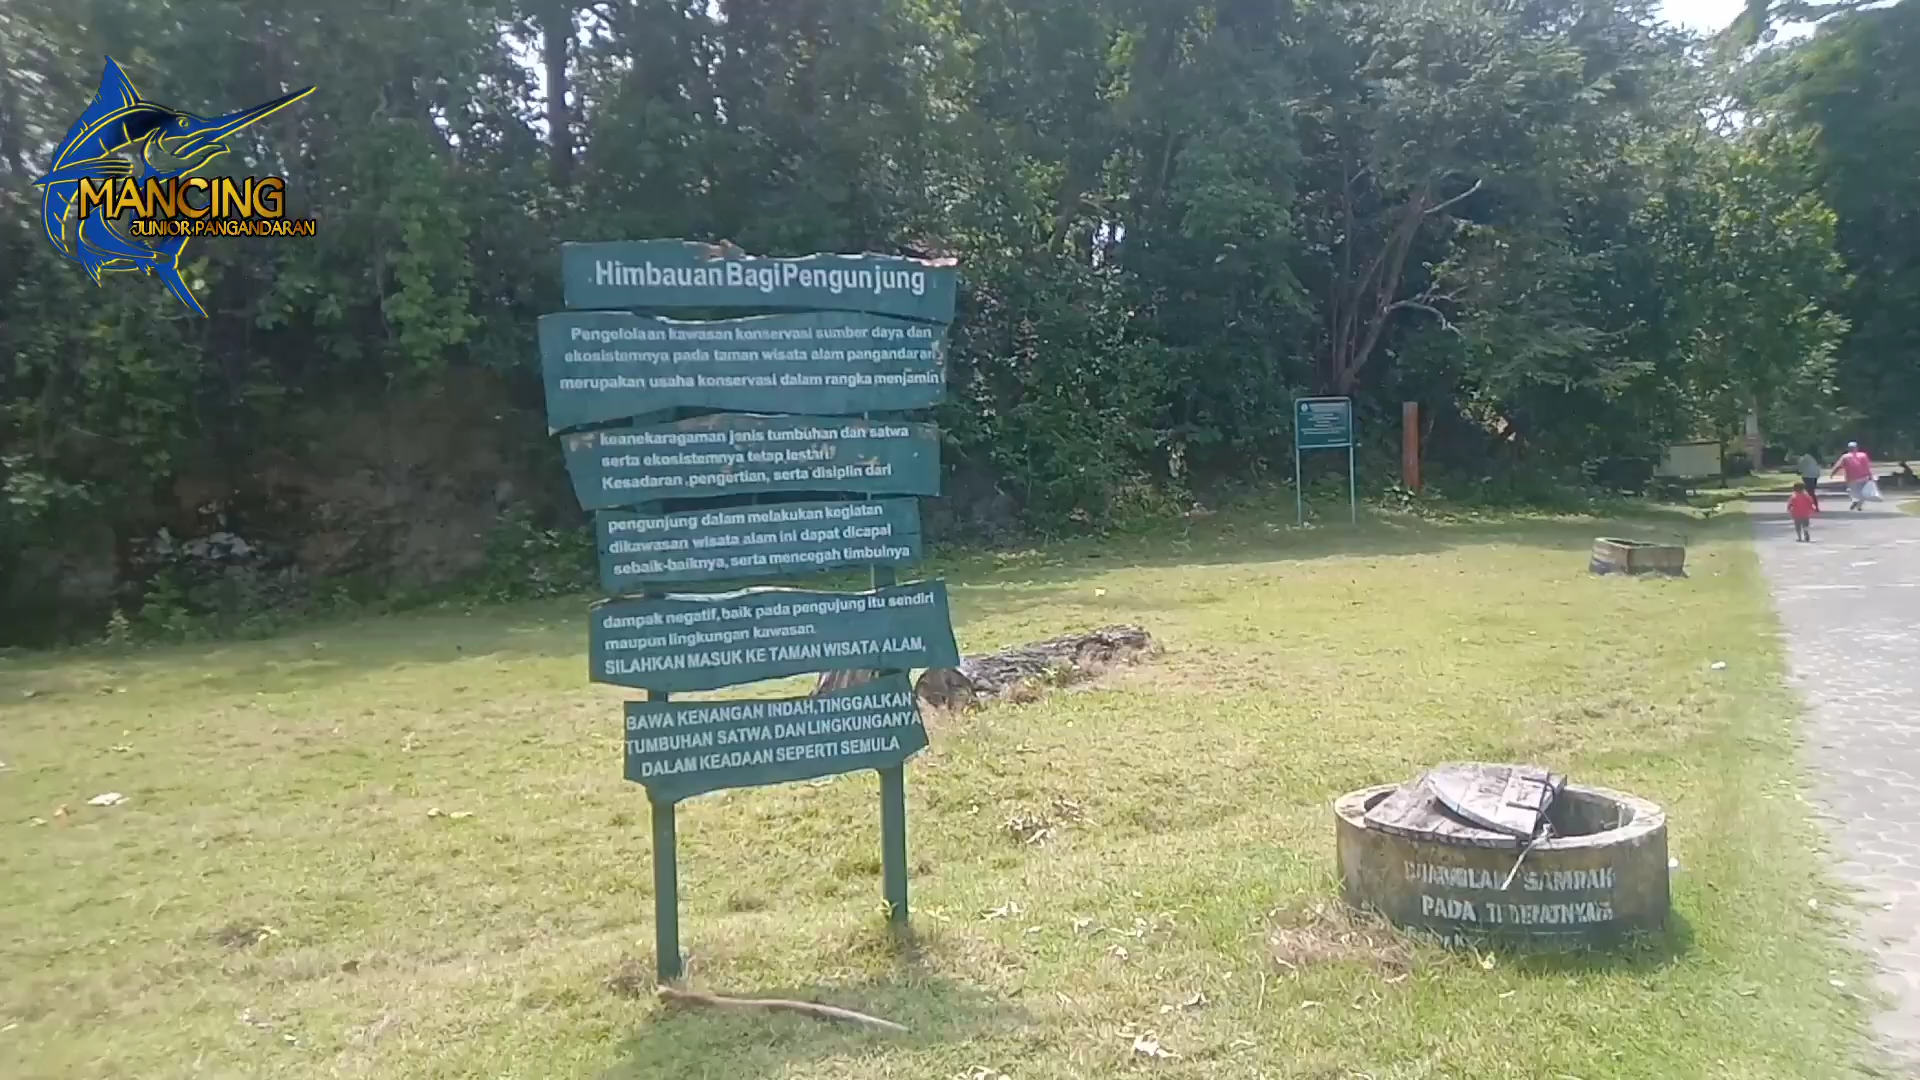 MANCING
JUNIOR PANGANDARAN
Himbauan Bagi Pengunjung
Pengelolaan kawasan konservasi sumber daya dan
ekosistemnya pada taman wisata alam pangandaran
merupakan usaha konservasi dalam rangka menjamin
keanekaragaman jenis tumbuhan dan satwa
serta ekosistemnya tetap lestari
Kesadaran ,pengertian, serta disiplin dari
pengunjung dalam melakukan kegiatan
dikawasan wisata alam ini dapat dicapai
sebaik-baiknya, serta mencegah timbulnya
dampak negatif, baik pada pengujung itu sendiri
maupun lingkungan kawasan
SILAHKAN MASUK KE TAMAN WISATA ALAM,
BAWA KENANGAN INDAH,TINGGALKAN
TUMBUHAN SATWA DAN LINGKUNGANYA
DALAM KEADAAN SEPERTI SEMULA
SAMPAH
PADA